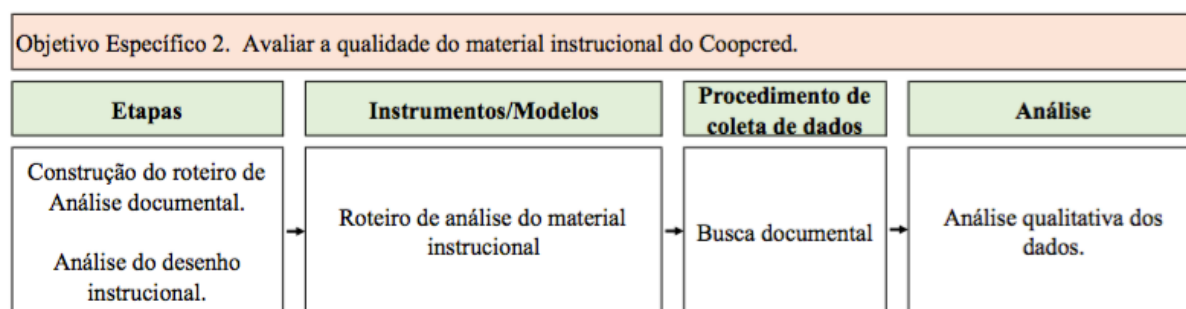 Objetivo Específico 2.  Avaliar a qualidade do material instrucional do Coopcred.
Etapas
Instrumentos/Modelos
Procedimento de
coleta de dados
Análise
Construção do roteiro de
Análise documental.
Análise do desenho
instrucional.
Roteiro de análise do material
instrucional
Busca documental
Análise qualitativa dos
dados.